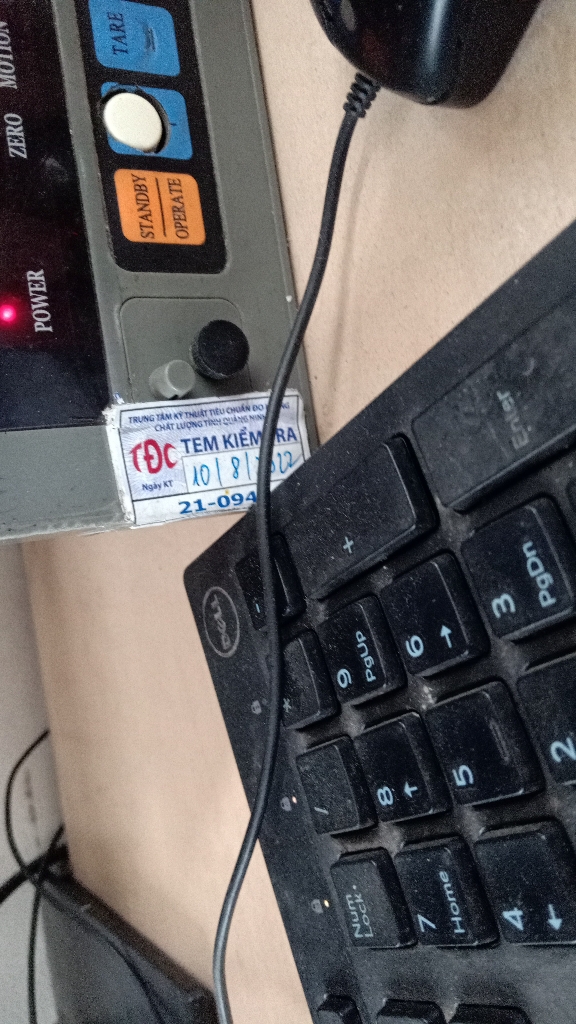 MOTION
ZERO
POWER
TARE
STANDBY
OPERATE
TRUNG TÂM KỸ THUẬT TIÊU CHUẨN ĐO
CHẤT LƯỢNG TỈNH QUẢNG NINH
TĐC
TEM KIỂM TRA
Ngày KT
10/8/2022
21-094
DELL
Enter
+
-
3
PgDn
6
→
9
PgUp
*
2
5
8
↑
/
4
←
7
Home
Num
Lock